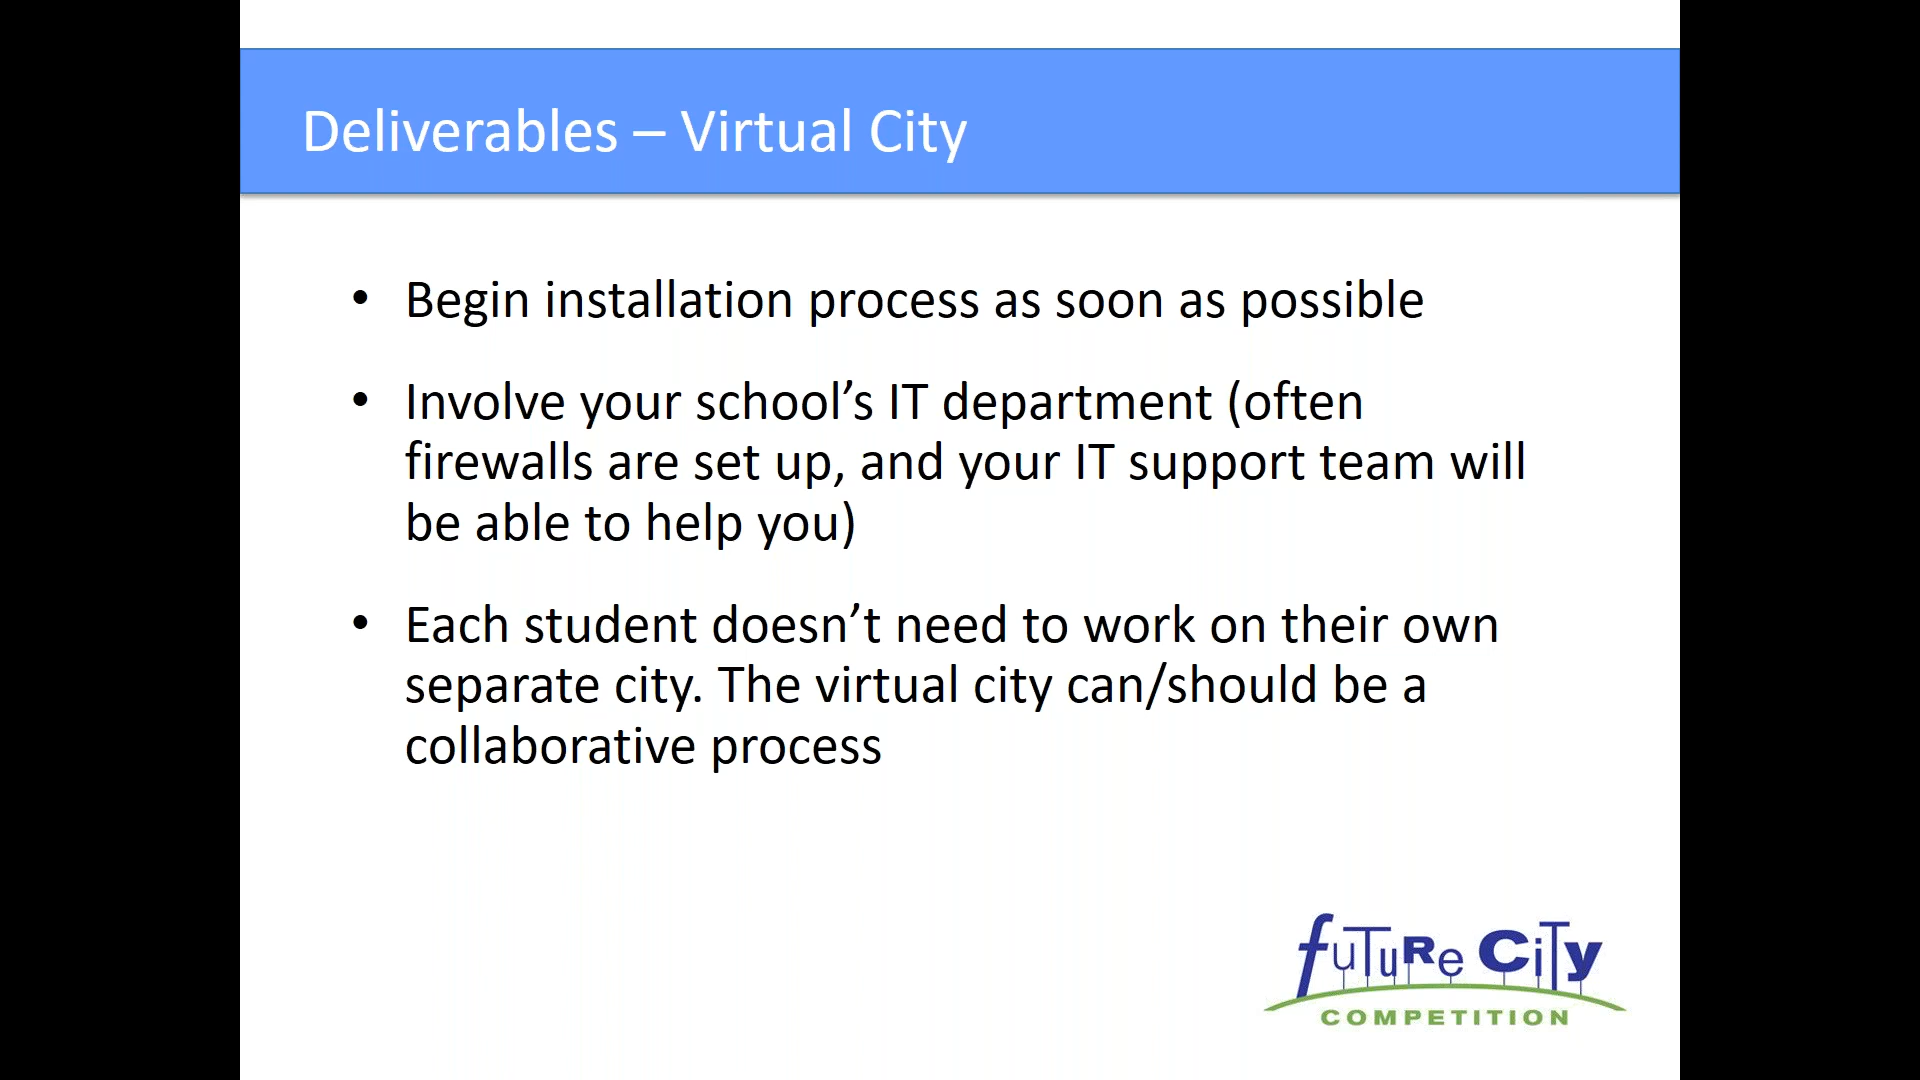 Deliverables – Virtual City
• Begin installation process as soon as possible
• Involve your school’s IT department (often
firewalls are set up, and your IT support team will
be able to help you)
• Each student doesn’t need to work on their own
separate city. The virtual city can/should be a
collaborative process
fuTuRe CiTy
COMPETITION